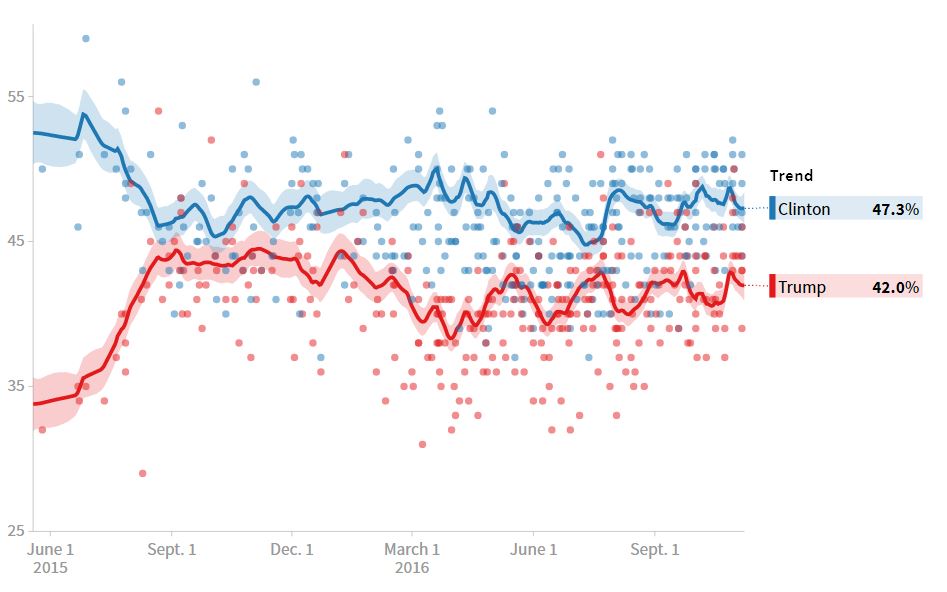 55
45
35
25
June 1
2015
Sept. 1
Dec. 1
March 1
2016
June 1
Sept. 1
Trend
Clinton 47.3%
Trump 42.0%